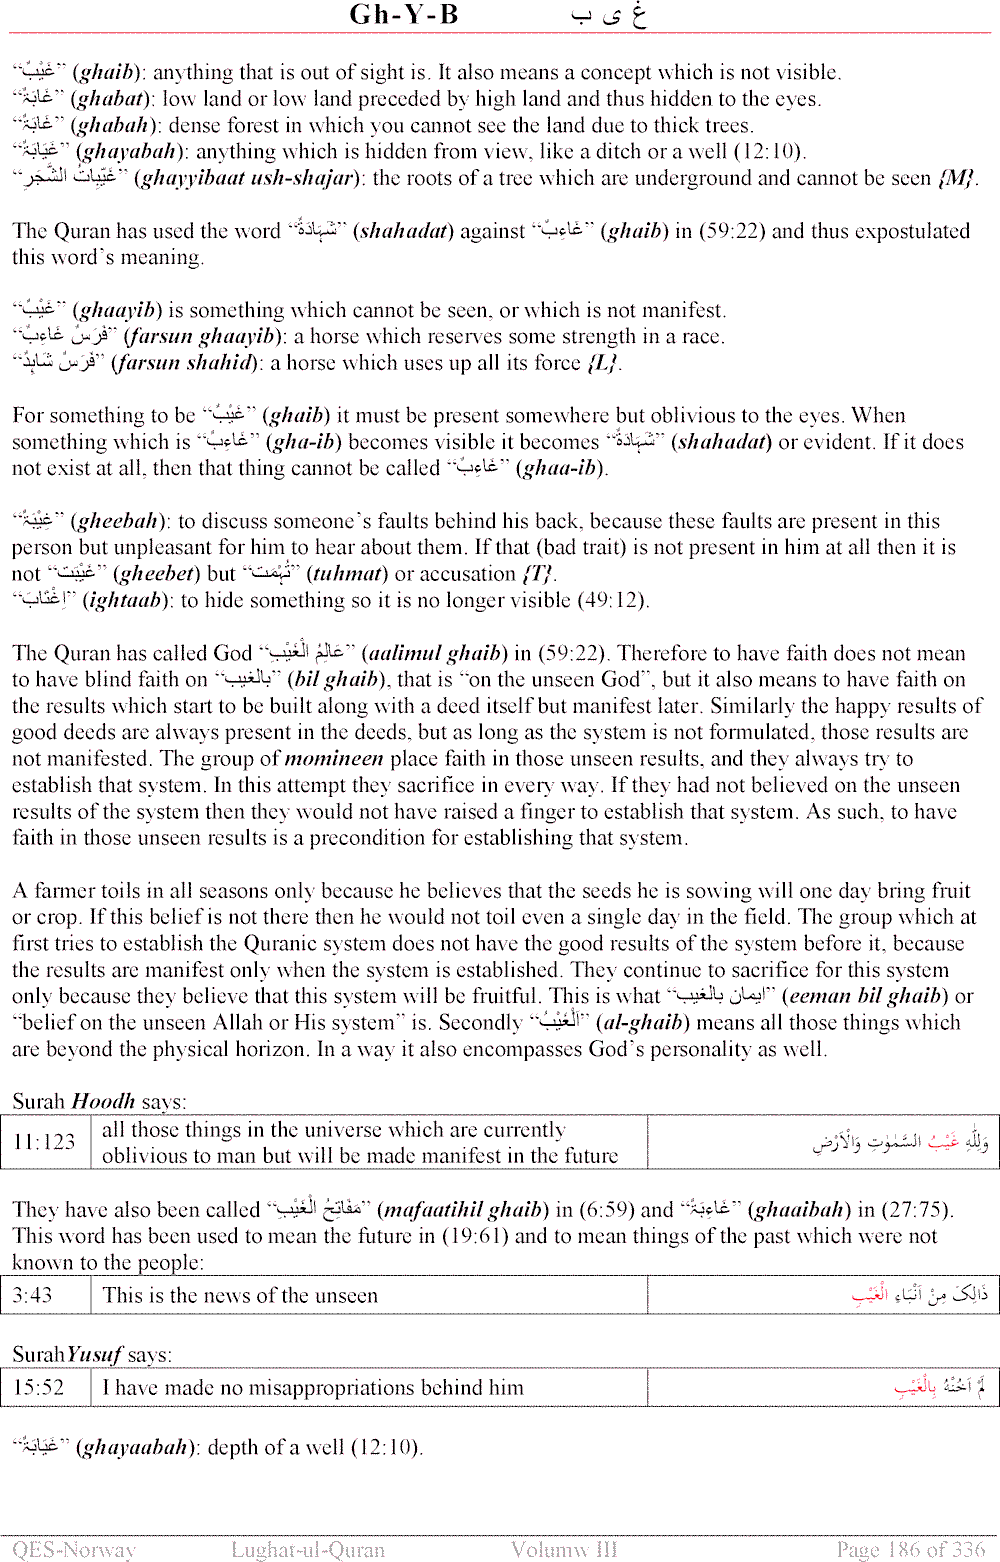 Gh-Y-B غ ی ب
“غَیْبٌ” (ghaib): anything that is out of sight is. It also means a concept which is not visible.
“غَابَۃٌ” (ghabat): low land or low land preceded by high land and thus hidden to the eyes.
“غَابَۃٌ” (ghabah): dense forest in which you cannot see the land due to thick trees.
“غَیَابَۃٌ” (ghayabah): anything which is hidden from view, like a ditch or a well (12:10).
“غَیِّبَاتُ الشَّجَرِ” (ghayyibaat ush-shajar): the roots of a tree which are underground and cannot be seen {M}.
The Quran has used the word “شَہَادَۃٌ” (shahadat) against “غَاءِبٌ” (ghaib) in (59:22) and thus expostulated
this word’s meaning.
“غَیْبٌ” (ghaayib) is something which cannot be seen, or which is not manifest.
“فَرَسٌ غَاءِبٌ” (farsun ghaayib): a horse which reserves some strength in a race.
“فَرَسٌ شَاہِدٌ” (farsun shahid): a horse which uses up all its force {L}.
For something to be “غَیْبٌ” (ghaib) it must be present somewhere but oblivious to the eyes. When
something which is “غَاءِبٌ” (gha-ib) becomes visible it becomes “شَہَادَۃٌ” (shahadat) or evident. If it does
not exist at all, then that thing cannot be called “غَاءِبٌ” (ghaa-ib).
“غِیْبَۃٌ” (gheebah): to discuss someone’s faults behind his back, because these faults are present in this
person but unpleasant for him to hear about them. If that (bad trait) is not present in him at all then it is
not “غَیْبَت” (gheebet) but “تُہْمَت” (tuhmat) or accusation {T}.
“اِغْتَابَ” (ightaab): to hide something so it is no longer visible (49:12).
The Quran has called God “عَالِمُ الْغَیْبِ” (aalimul ghaib) in (59:22). Therefore to have faith does not mean
to have blind faith on “بالغیب” (bil ghaib), that is “on the unseen God”, but it also means to have faith on
the results which start to be built along with a deed itself but manifest later. Similarly the happy results of
good deeds are always present in the deeds, but as long as the system is not formulated, those results are
not manifested. The group of momineen place faith in those unseen results, and they always try to
establish that system. In this attempt they sacrifice in every way. If they had not believed on the unseen
results of the system then they would not have raised a finger to establish that system. As such, to have
faith in those unseen results is a precondition for establishing that system.
A farmer toils in all seasons only because he believes that the seeds he is sowing will one day bring fruit
or crop. If this belief is not there then he would not toil even a single day in the field. The group which at
first tries to establish the Quranic system does not have the good results of the system before it, because
the results are manifest only when the system is established. They continue to sacrifice for this system
only because they believe that this system will be fruitful. This is what “ایمان بالغیب” (eeman bil ghaib) or
“belief on the unseen Allah or His system” is. Secondly “اَلْغَیْبُ” (al-ghaib) means all those things which
are beyond the physical horizon. In a way it also encompasses God’s personality as well.
Surah Hoodh says:
11:123 all those things in the universe which are currently
oblivious to man but will be made manifest in the future وَلِلّٰہِ غَیْبُ السَّمٰوٰتِ وَالْاَرْضِ
They have also been called “مَفَاتِحُ الْغَیْبِ” (mafaatihil ghaib) in (6:59) and “غَاءِبَۃٌ” (ghaaibah) in (27:75).
This word has been used to mean the future in (19:61) and to mean things of the past which were not
known to the people:
3:43 This is the news of the unseen ذَالِکَ مِنْ اَنْبَاءِ الْغَیْبِ
SurahYusuf says:
15:52 I have made no misappropriations behind him لَمْ اَخُنْہُ بِالْغَیْبِ
“غَیَابَۃٌ” (ghayaabah): depth of a well (12:10).
QES-Norway Lughat-ul-Quran Volumw III Page 186 of 336